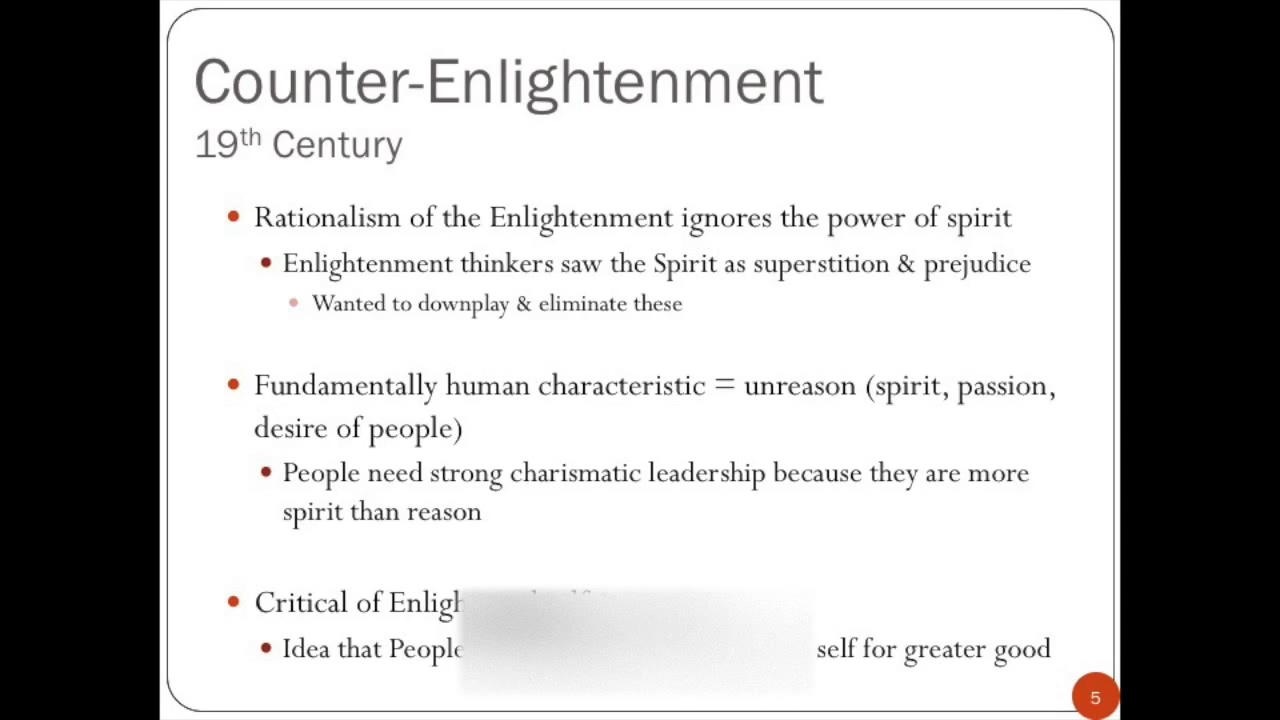 Counter-Enlightenment
19th Century
• Rationalism of the Enlightenment ignores the power of spirit
• Enlightenment thinkers saw the Spirit as superstition & prejudice
• Wanted to downplay & eliminate these
• Fundamentally human characteristic = unreason (spirit, passion,
desire of people)
• People need strong charismatic leadership because they are more
spirit than reason
• Critical of
• Idea that People self for greater good
5